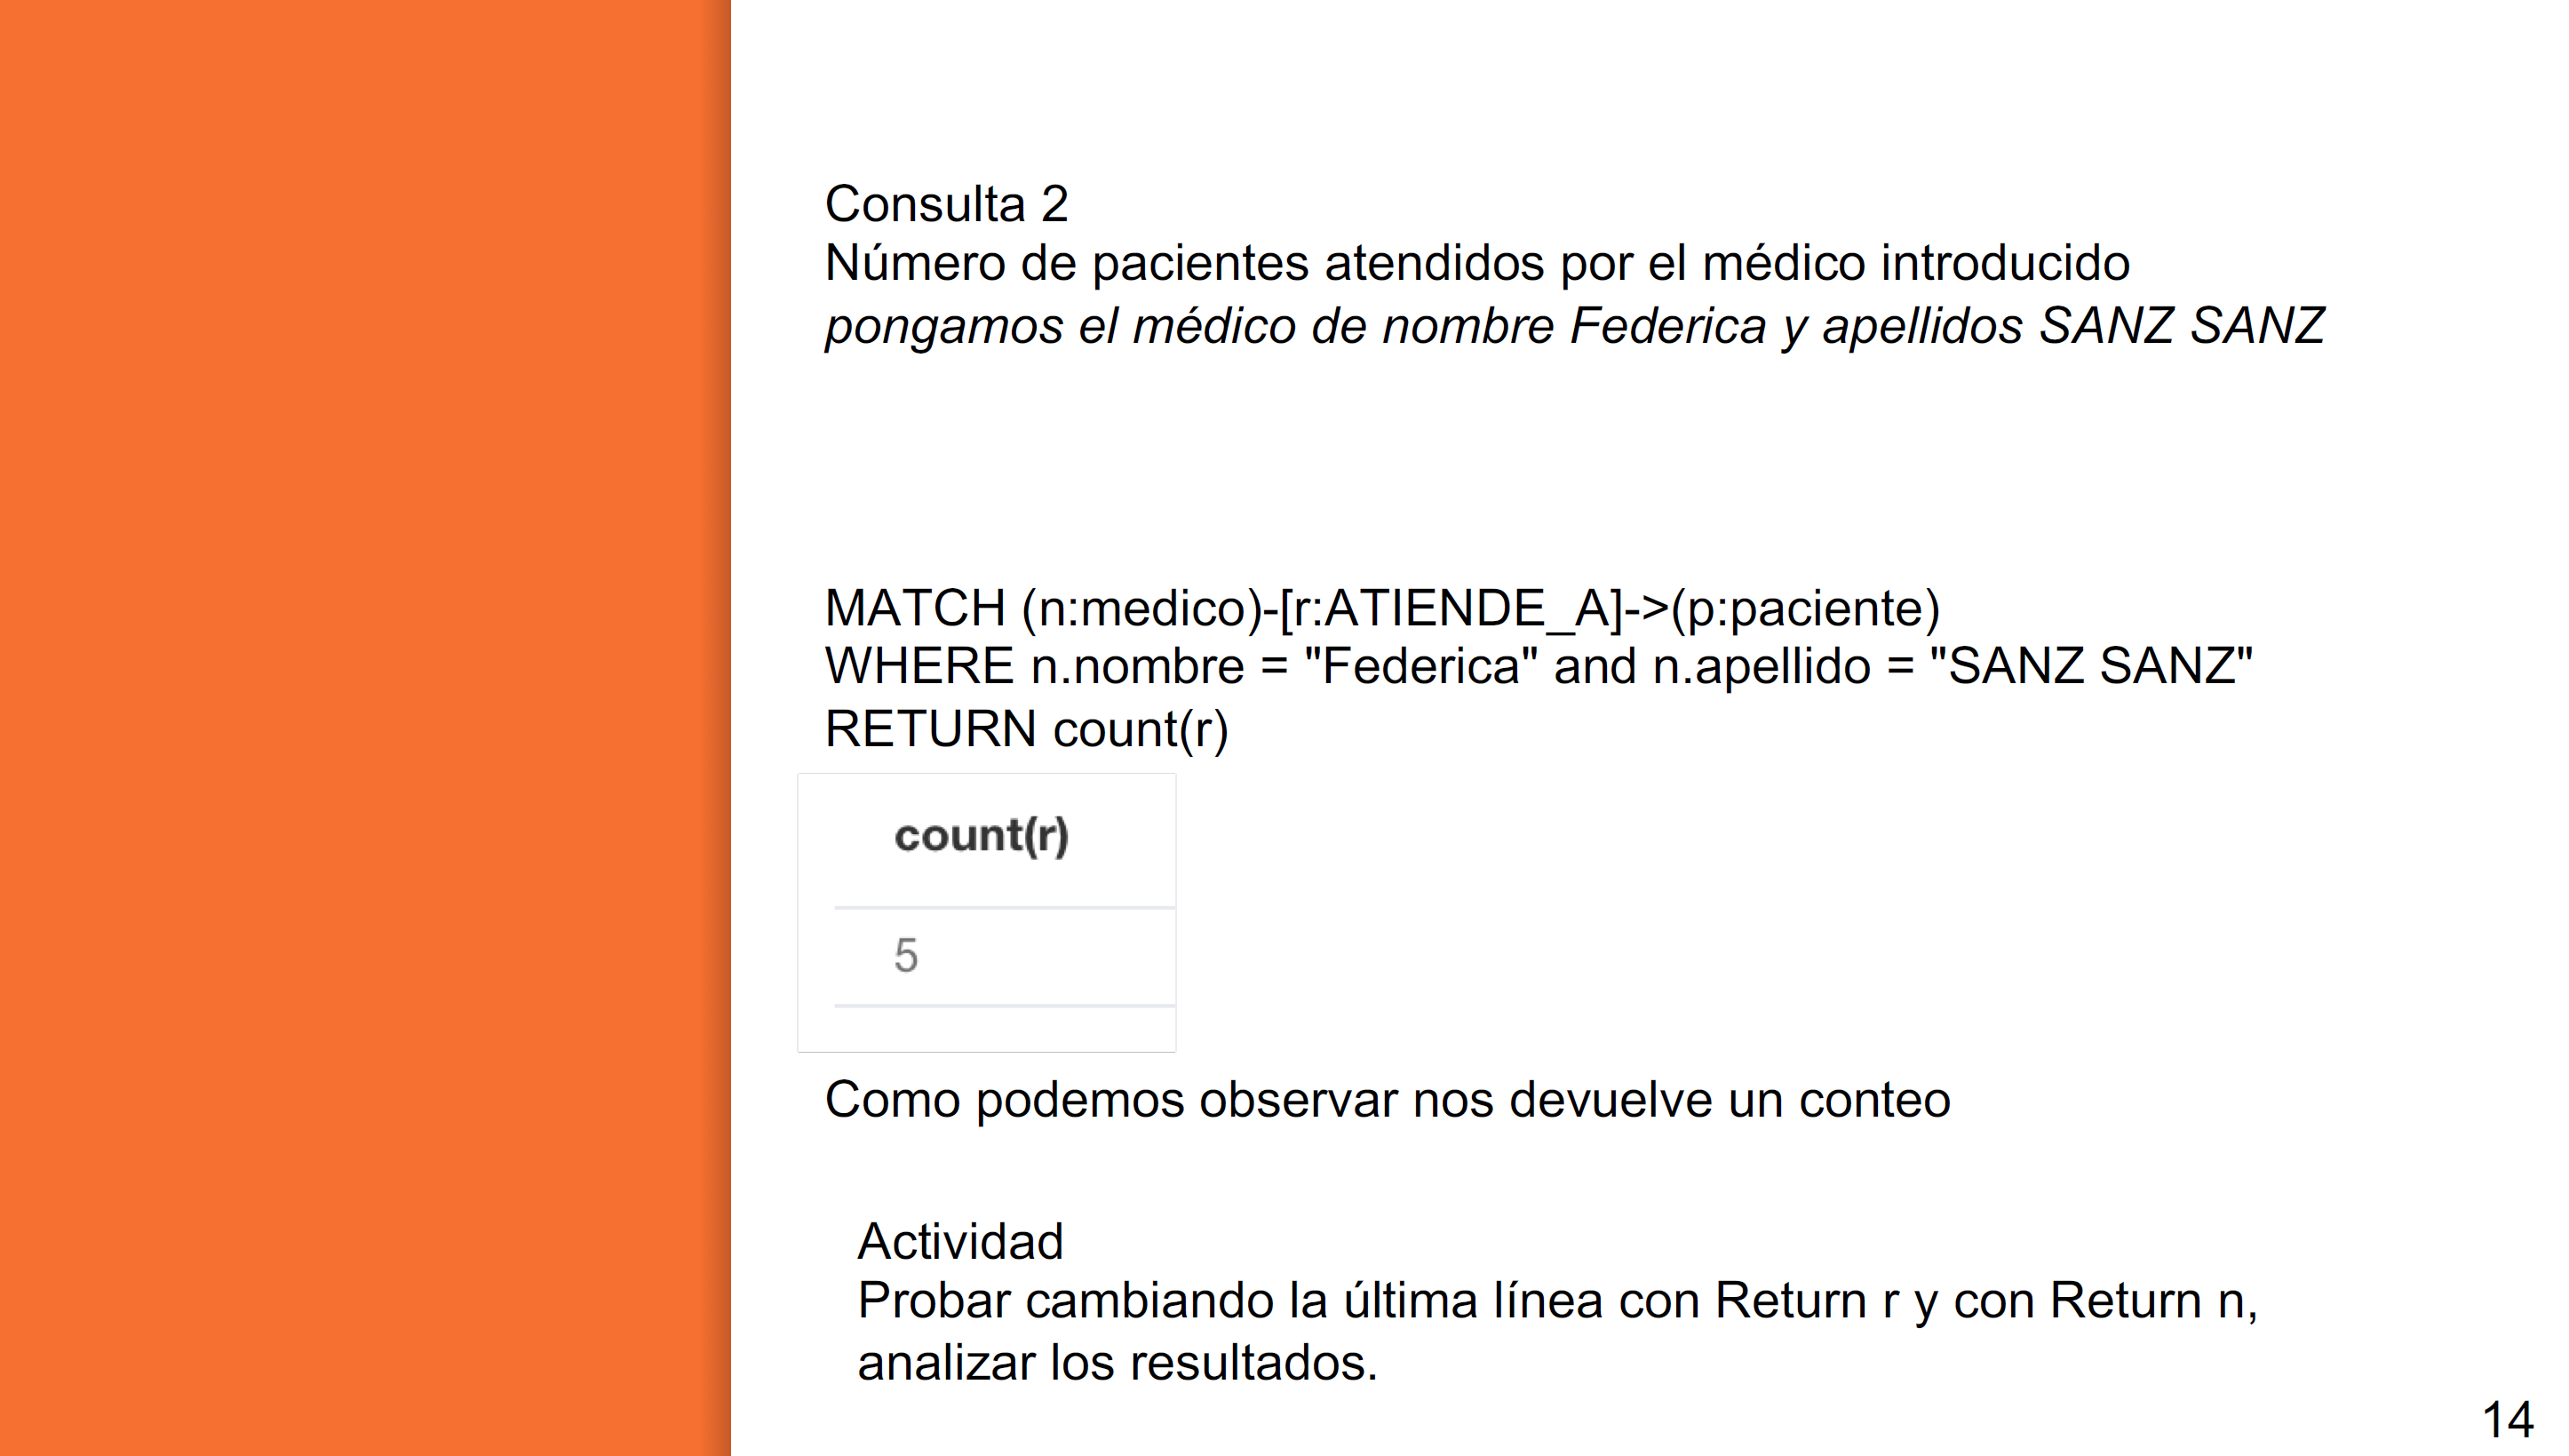 Consulta 2
Número de pacientes atendidos por el médico introducido
pongamos el médico de nombre Federica y apellidos SANZ SANZ
MATCH (n:medico)-[r:ATIENDE_A]->(p:paciente)
WHERE n.nombre = "Federica" and n.apellido = "SANZ SANZ"
RETURN count(r)
count(r)
5
Como podemos observar nos devuelve un conteo
Actividad
Probar cambiando la última línea con Return r y con Return n,
analizar los resultados.
14